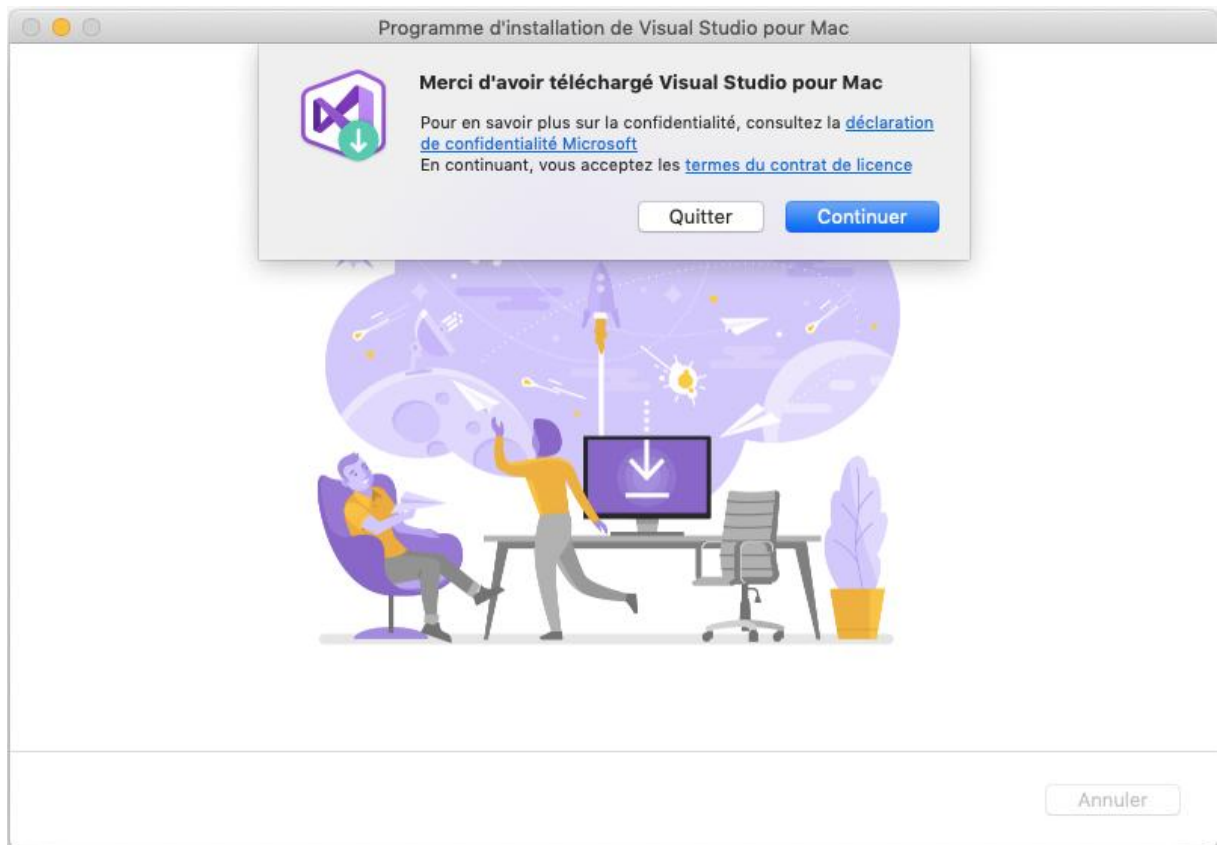 Programme d'installation de Visual Studio pour Mac
Merci d'avoir téléchargé Visual Studio pour Mac
Pour en savoir plus sur la confidentialité, consultez la déclaration
de confidentialité Microsoft
En continuant, vous acceptez les termes du contrat de licence
Quitter
Continuer
Annuler